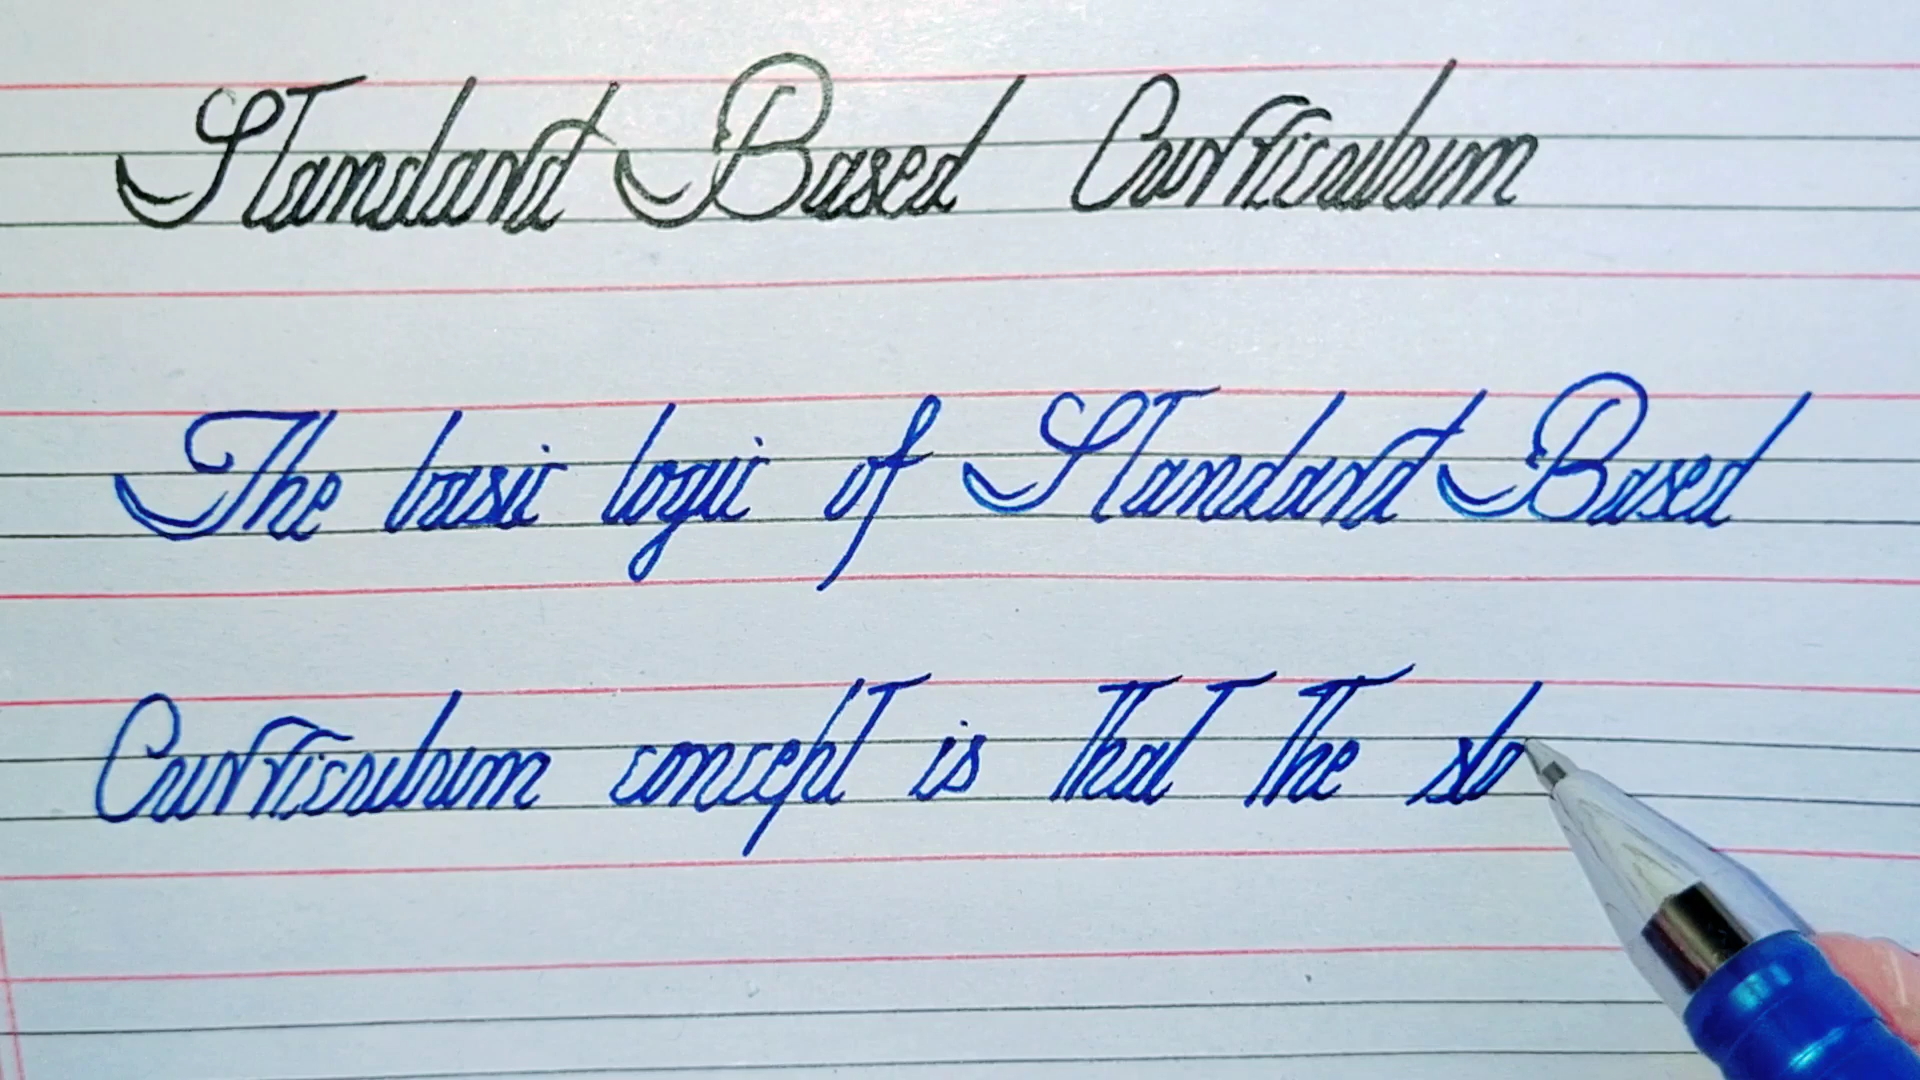 Standard Based Curriculum
The basic logic of Standard Based
Curriculum concept is that the